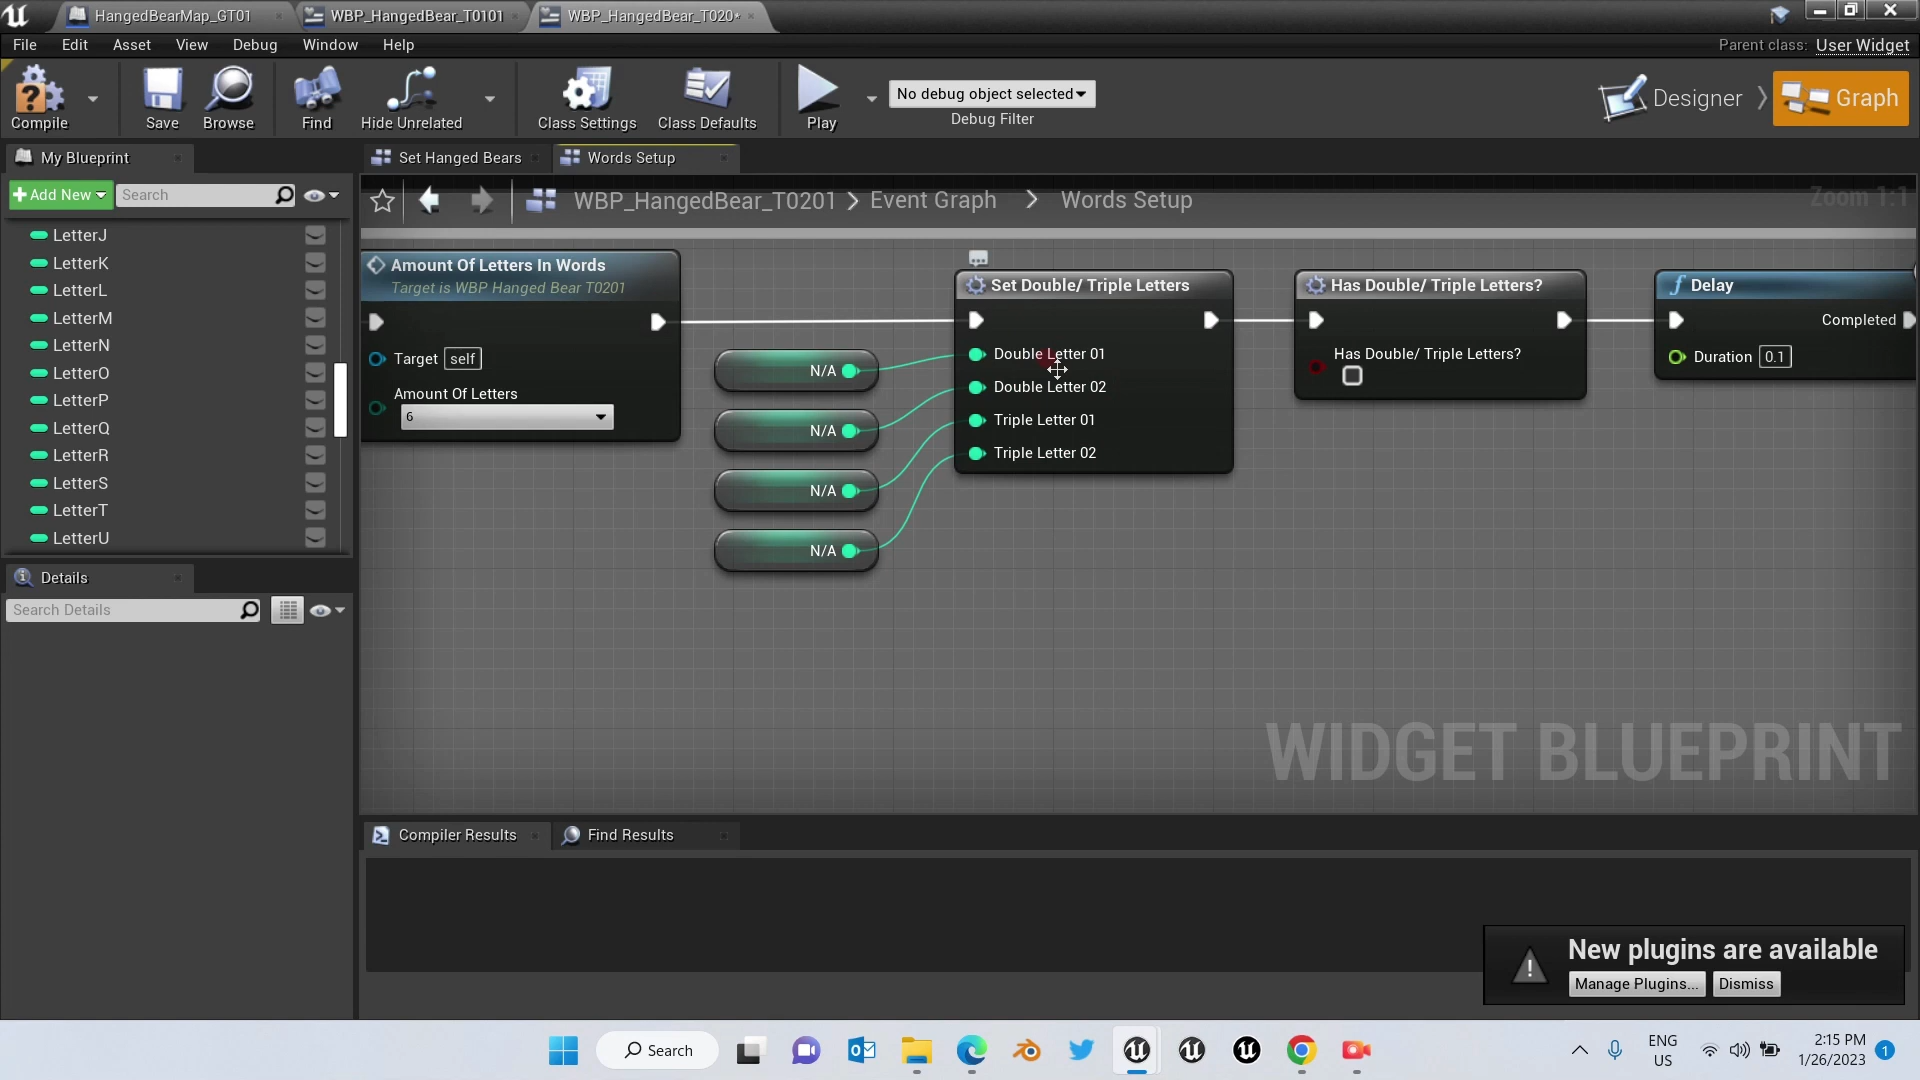 HangedBearMap_GT01
WBP_HangedBear_T0101
WBP_HangedBear_T020*
File Edit Asset View Debug Window Help
Parent class: User Widget
Compile
Save
Browse
Find
Hide Unrelated
Class Settings
Class Defaults
Play
No debug object selected
Debug Filter
Designer
Graph
My Blueprint
Add New
Search
LetterJ
LetterK
LetterL
LetterM
LetterN
LetterO
LetterP
LetterQ
LetterR
LetterS
LetterT
LetterU
Details
Search Details
Set Hanged Bears
Words Setup
WBP_HangedBear_T0201 > Event Graph > Words Setup
Zoom 1:1
Amount Of Letters In Words
Target is WBP Hanged Bear T0201
Target self
Amount Of Letters
6
N/A
N/A
N/A
N/A
Set Double/ Triple Letters
Double Letter 01
Double Letter 02
Triple Letter 01
Triple Letter 02
Has Double/ Triple Letters?
Has Double/ Triple Letters?
Delay
Completed
Duration 0.1
WIDGET BLUEPRINT
Compiler Results
Find Results
New plugins are available
Manage Plugins...
Dismiss
Search
ENG
US
2:15 PM
1/26/2023
1